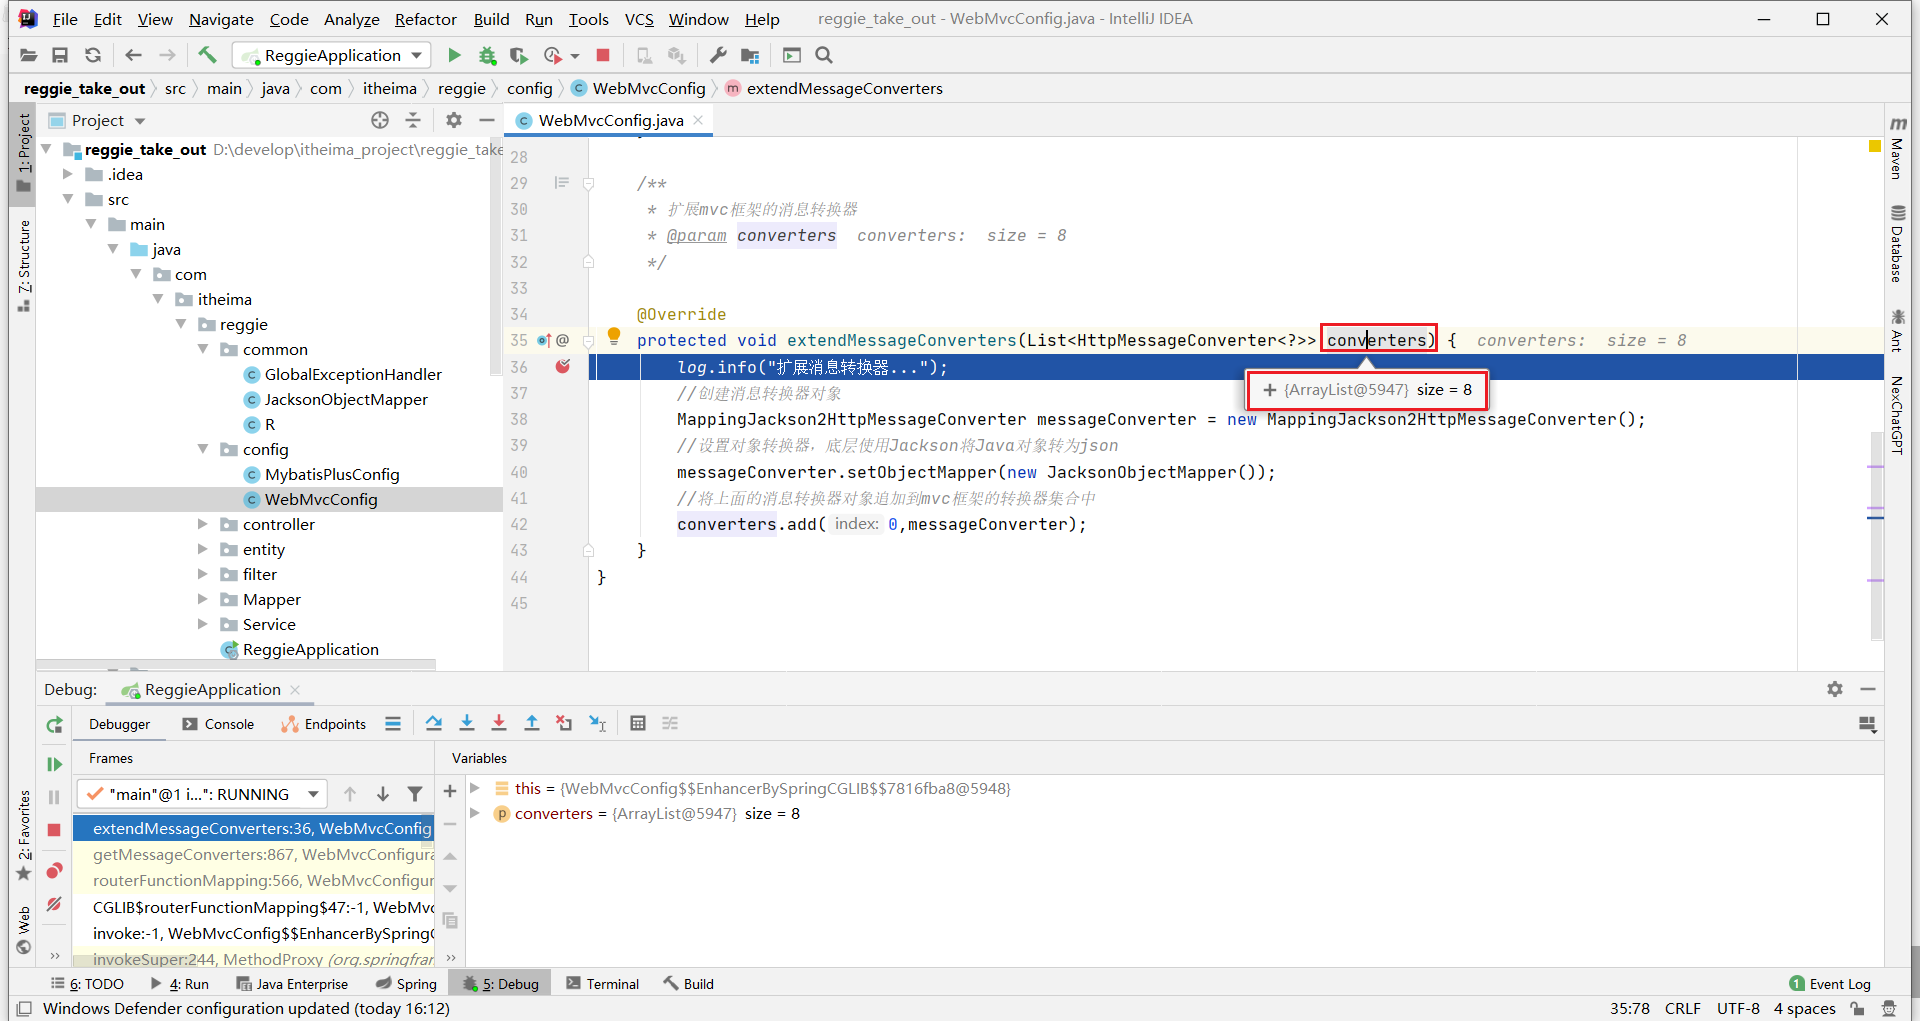 File Edit View Navigate Code Analyze Refactor Build Run Tools VCS Window Help reggie_take_out - WebMvcConfig.java - IntelliJ IDEA
ReggieApplication
reggie_take_out src main java com itheima reggie config WebMvcConfig extendMessageConverters
1: Project
Z: Structure
2: Favorites
Web
Project
reggie_take_out D:\develop\itheima_project\reggie_take
.idea
src
main
java
com
itheima
reggie
common
GlobalExceptionHandler
JacksonObjectMapper
R
config
MybatisPlusConfig
WebMvcConfig
controller
entity
filter
Mapper
Service
ReggieApplication
WebMvcConfig.java
28
29 /**
30 * 扩展mvc框架的消息转换器
31 * @param converters converters: size = 8
32 */
33
34 @Override
35 protected void extendMessageConverters(List<HttpMessageConverter<?>> converters) { converters: size = 8
36 log.info("扩展消息转换器...");
+ {ArrayList@5947} size = 8
37 //创建消息转换器对象
38 MappingJackson2HttpMessageConverter messageConverter = new MappingJackson2HttpMessageConverter();
39 //设置对象转换器，底层使用Jackson将Java对象转为json
40 messageConverter.setObjectMapper(new JacksonObjectMapper());
41 //将上面的消息转换器对象追加到mvc框架的转换器集合中
42 converters.add( index: 0,messageConverter);
43 }
44 }
45
Maven
Database
Ant
NexChatGPT
Debug: ReggieApplication
Debugger Console Endpoints
Frames
Variables
"main"@1 i...": RUNNING
extendMessageConverters:36, WebMvcConfig
getMessageConverters:867, WebMvcConfigura
routerFunctionMapping:566, WebMvcConfigur
CGLIB$routerFunctionMapping$47:-1, WebMvc
invoke:-1, WebMvcConfig$$EnhancerBySpringC
invokeSuper:244, MethodProxy (org.springfran
this = {WebMvcConfig$$EnhancerBySpringCGLIB$$7816fba8@5948}
converters = {ArrayList@5947} size = 8
6: TODO 4: Run Java Enterprise Spring 5: Debug Terminal Build 1 Event Log
Windows Defender configuration updated (today 16:12) 35:78 CRLF UTF-8 4 spaces